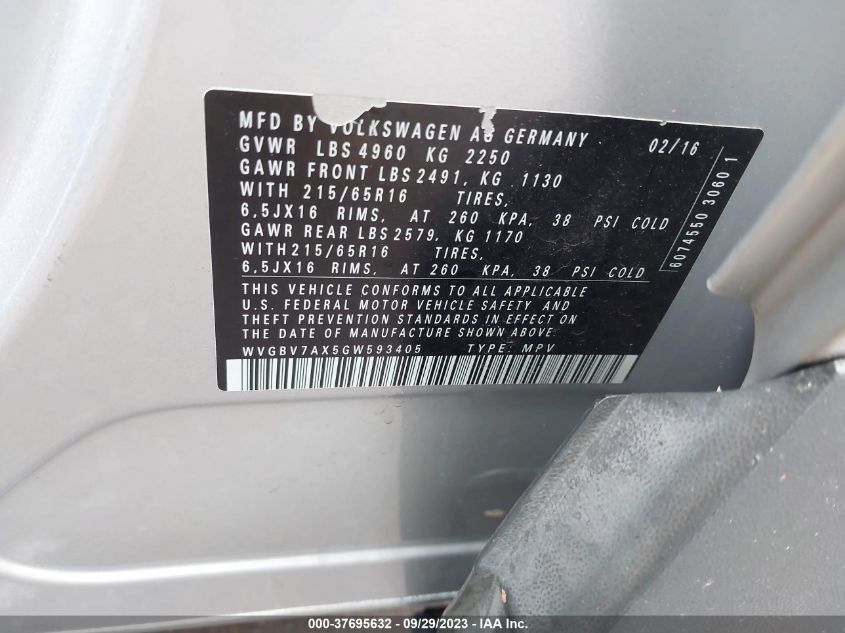 MFD BY VOLKSWAGEN AG GERMANY 02/16
GVWR LBS 4960 KG 2250
GAWR FRONT LBS 2491, KG 1130
WITH 215/65R16 TIRES,
6,5JX16 RIMS, AT 260 KPA, 38 PSI COLD
GAWR REAR LBS 2579, KG 1170
WITH 215/65R16 TIRES,
6,5JX16 RIMS, AT 260 KPA, 38 PSI COLD
THIS VEHICLE CONFORMS TO ALL APPLICABLE
U.S. FEDERAL MOTOR VEHICLE SAFETY AND
THEFT PREVENTION STANDARDS IN EFFECT ON
THE DATE OF MANUFACTURE SHOWN ABOVE
WVGBV7AX5GW593405 TYPE: MPV
6074550 3060 1
000-37695632 - 09/29/2023 - IAA Inc.